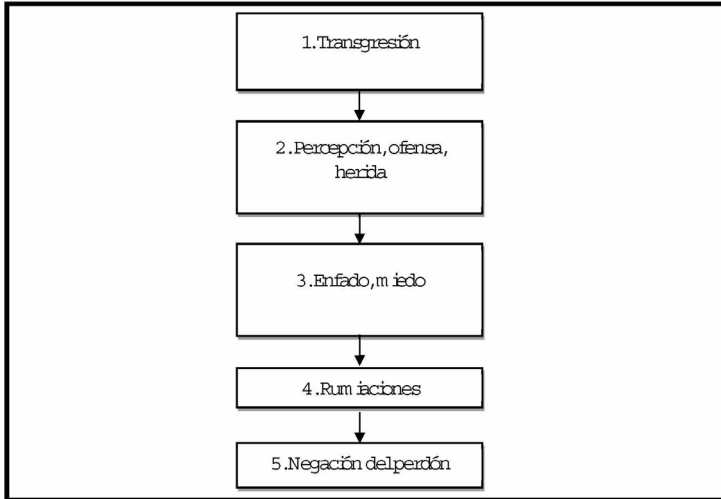 1.Transgresión
2.Percepción,ofensa,
herida
3.Enfado,miedo
4.Rumiaciones
5.Negación del perdón